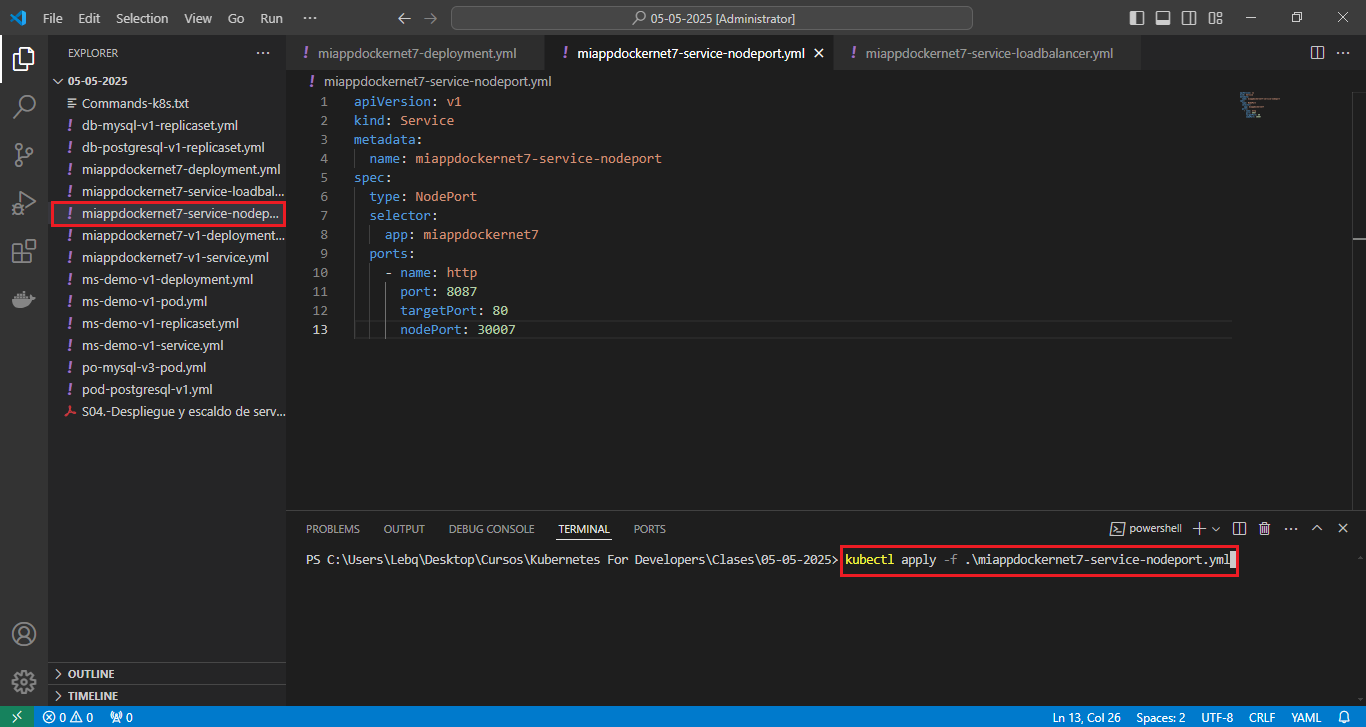 File Edit Selection View Go Run ··· 05-05-2025 [Administrator]
EXPLORER ···
05-05-2025
Commands-k8s.txt
! db-mysql-v1-replicaset.yml
! db-postgresql-v1-replicaset.yml
! miappdockernet7-deployment.yml
! miappdockernet7-service-loadbal...
! miappdockernet7-service-nodep...
! miappdockernet7-v1-deployment...
! miappdockernet7-v1-service.yml
! ms-demo-v1-deployment.yml
! ms-demo-v1-pod.yml
! ms-demo-v1-replicaset.yml
! ms-demo-v1-service.yml
! po-mysql-v3-pod.yml
! pod-postgresql-v1.yml
S04.-Despliegue y escaldo de serv...
OUTLINE
TIMELINE
! miappdockernet7-deployment.yml ! miappdockernet7-service-nodeport.yml ! miappdockernet7-service-loadbalancer.yml ···
! miappdockernet7-service-nodeport.yml
1 apiVersion: v1
2 kind: Service
3 metadata:
4 name: miappdockernet7-service-nodeport
5 spec:
6 type: NodePort
7 selector:
8 app: miappdockernet7
9 ports:
10 - name: http
11 port: 8087
12 targetPort: 80
13 nodePort: 30007
PROBLEMS OUTPUT DEBUG CONSOLE TERMINAL PORTS powershell ···
PS C:\Users\Lebq\Desktop\Cursos\Kubernetes For Developers\Clases\05-05-2025> kubectl apply -f .\miappdockernet7-service-nodeport.yml
0 0 0 Ln 13, Col 26 Spaces: 2 UTF-8 CRLF YAML